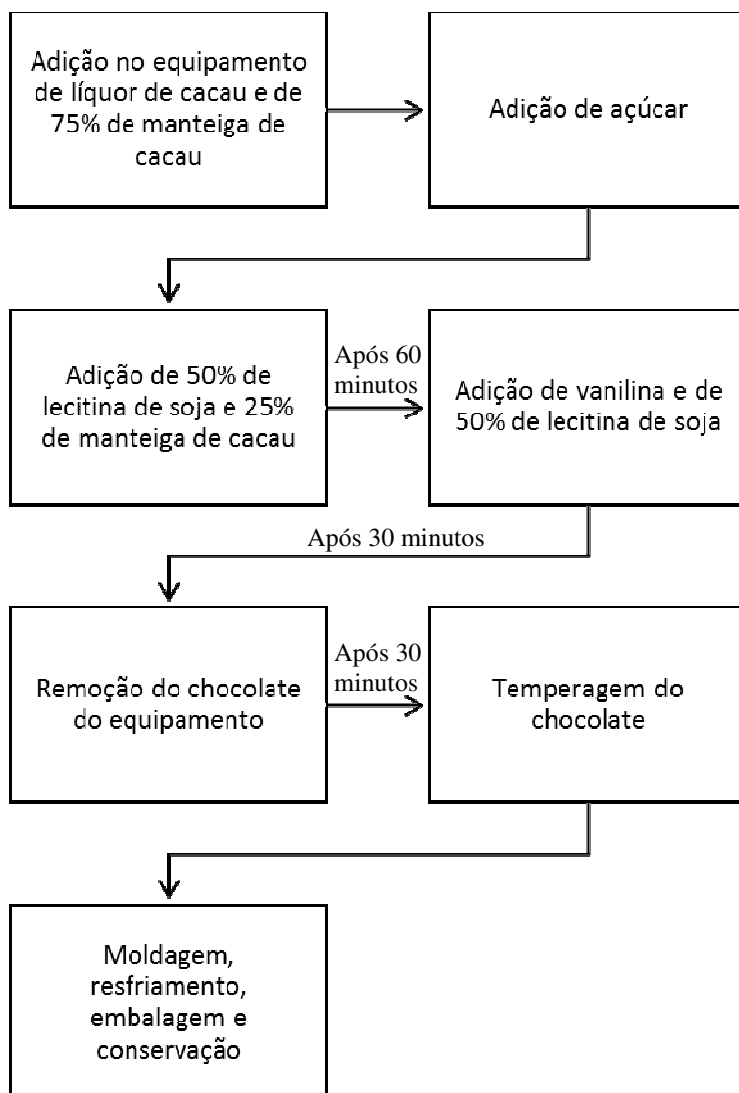 Adição no equipamento
de líquor de cacau e de
75% de manteiga de
cacau
Adição de açúcar
Adição de 50% de
lecitina de soja e 25%
de manteiga de cacau
Após 60
minutos
Adição de vanilina e de
50% de lecitina de soja
Após 30 minutos
Remoção do chocolate
do equipamento
Após 30
minutos
Temperagem do
chocolate
Moldagem,
resfriamento,
embalagem e
conservação